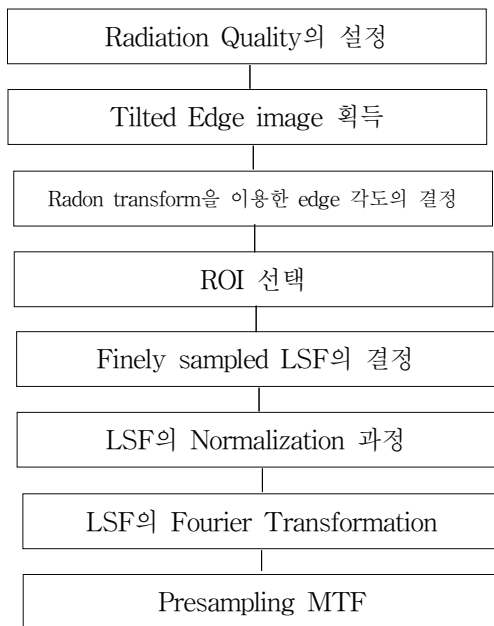 Radiation Quality의 설정
Tilted Edge image 획득
Radon transform을 이용한 edge 각도의 결정
ROI 선택
Finely sampled LSF의 결정
LSF의 Normalization 과정
LSF의 Fourier Transformation
Presampling MTF